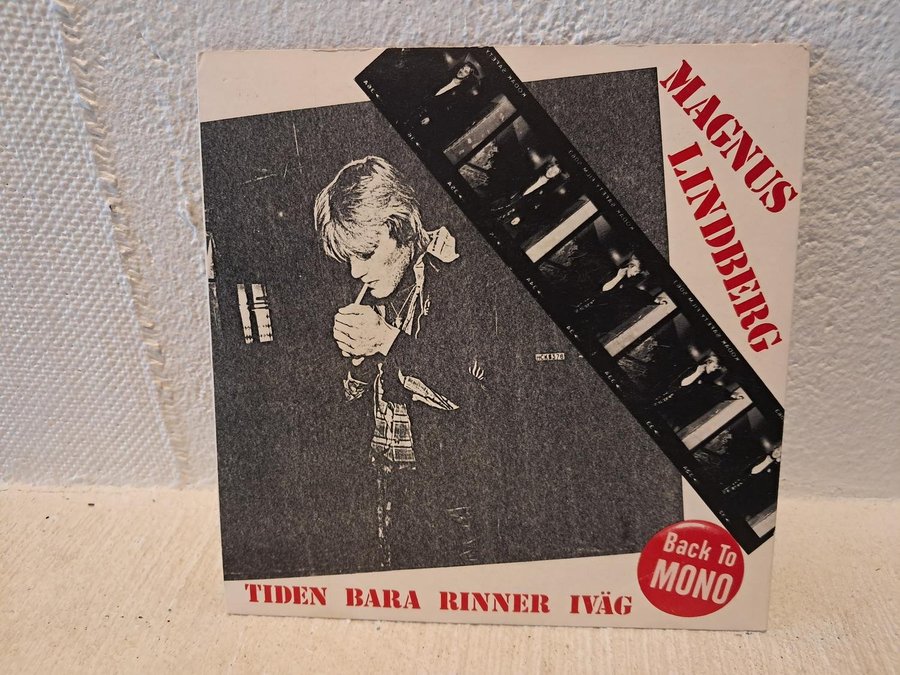 MAGNUS
LINDBERG
TIDEN BARA RINNER IVÄG
Back To
MONO